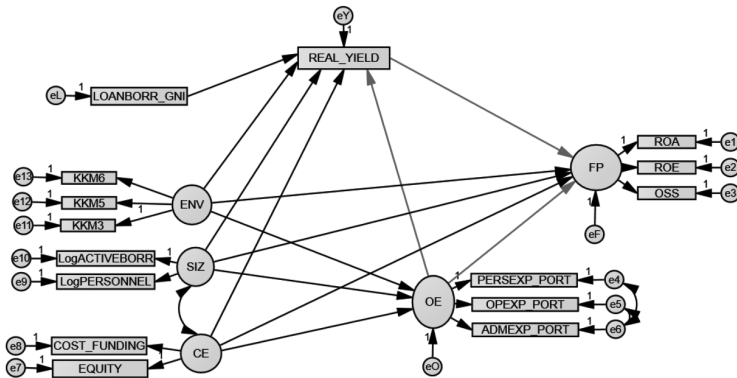 eY
1
REAL_YIELD
eL 1 LOANBORR_GNI
e13 1 KKM6
e12 1 KKM5
e11 1 KKM3 1
ENV
e10 1 LogACTIVEBORR 1
e9 1 LogPERSONNEL
SIZ
e8 1 COST_FUNDING
e7 1 EQUITY 1
CE
FP
1 ROA 1 e1
ROE 1 e2
OSS 1 e3
1
eF
OE
1 PERSEXP_PORT 1 e4
OPEXP_PORT 1 e5
ADMEXP_PORT 1 e6
1
eO